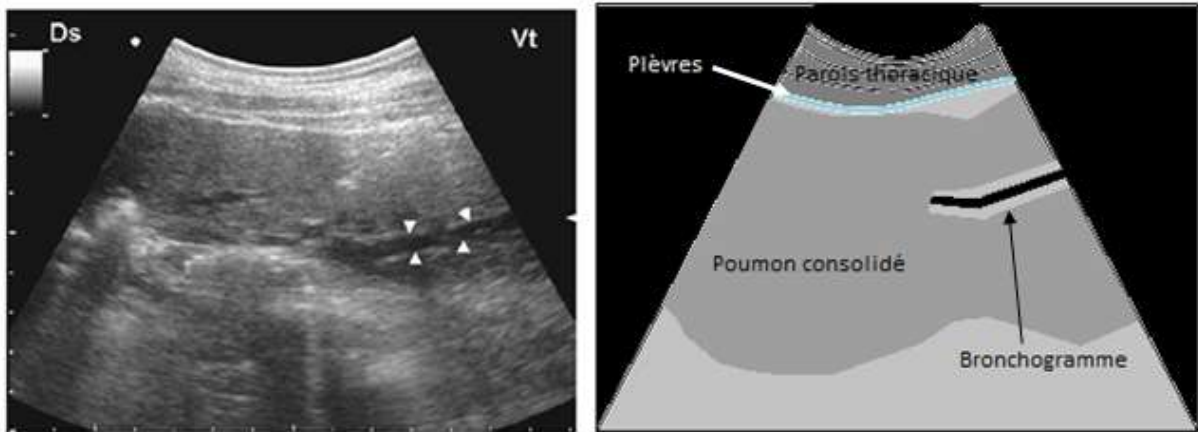 Ds
Vt
Plèvres
Parois thoracique
Poumon consolidé
Bronchogramme